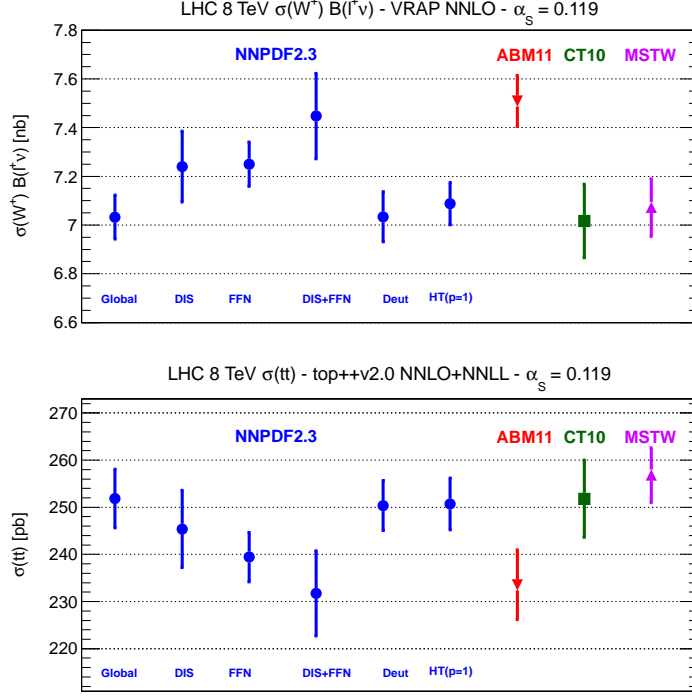 LHC 8 TeV σ(W⁺) B(l⁺ν) - VRAP NNLO - α_S = 0.119
σ(W⁺) B(l⁺ν) [nb]
7.8
7.6
7.4
7.2
7
6.8
6.6
NNPDF2.3 ABM11 CT10 MSTW
Global DIS FFN DIS+FFN Deut HT(p=1)
LHC 8 TeV σ(tt) - top++v2.0 NNLO+NNLL - α_S = 0.119
σ(tt) [pb]
270
260
250
240
230
220
NNPDF2.3 ABM11 CT10 MSTW
Global DIS FFN DIS+FFN Deut HT(p=1)